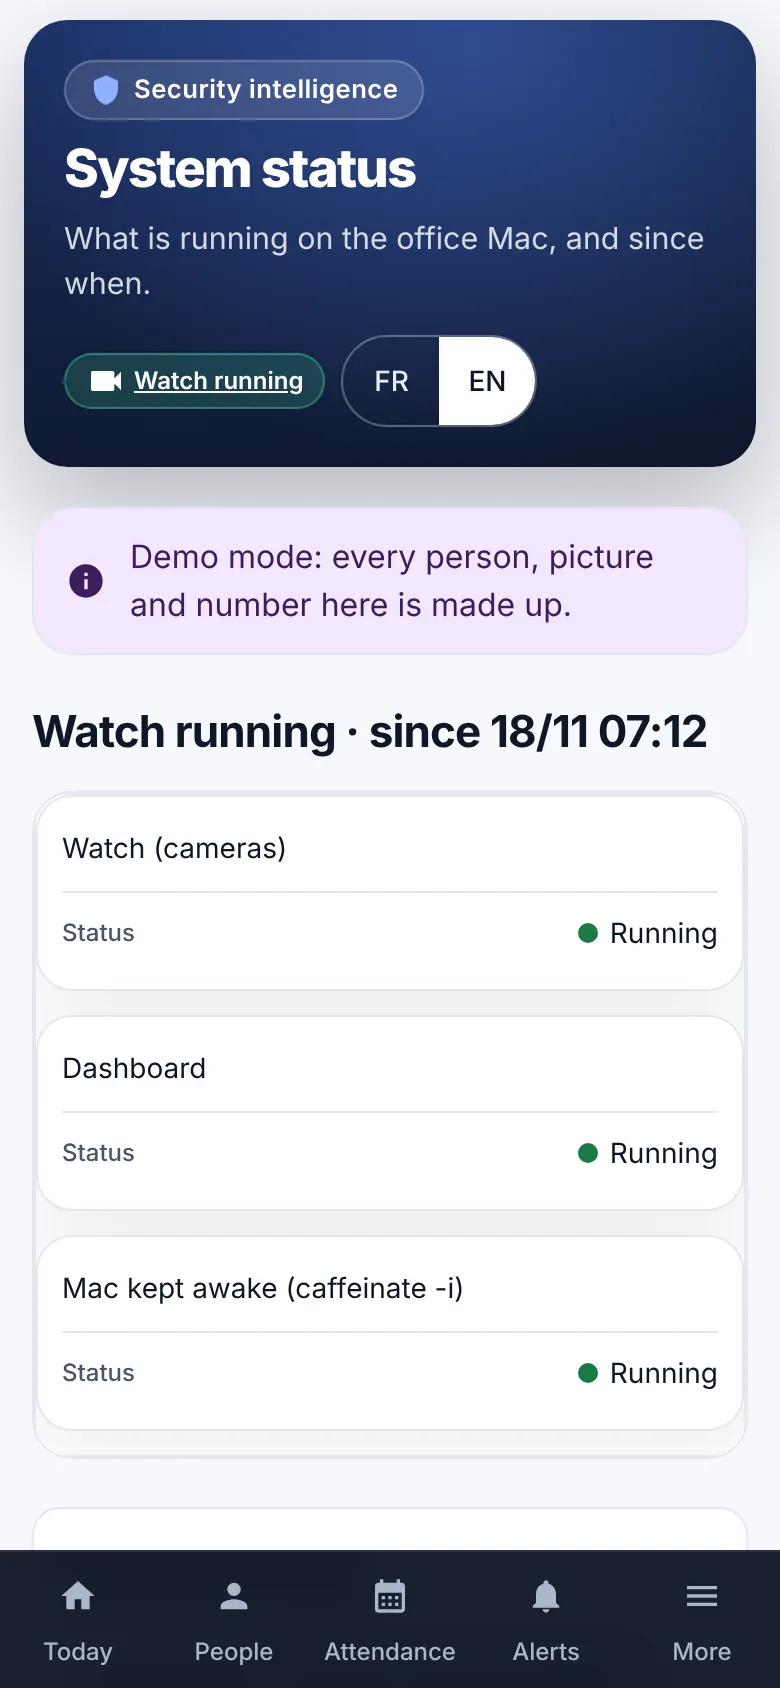 Security intelligence
System status
What is running on the office Mac, and since
when.
Watch running
FR
EN
Demo mode: every person, picture
and number here is made up.
Watch running · since 18/11 07:12
Watch (cameras)
Status
Running
Dashboard
Status
Running
Mac kept awake (caffeinate -i)
Status
Running
Today
People
Attendance
Alerts
More